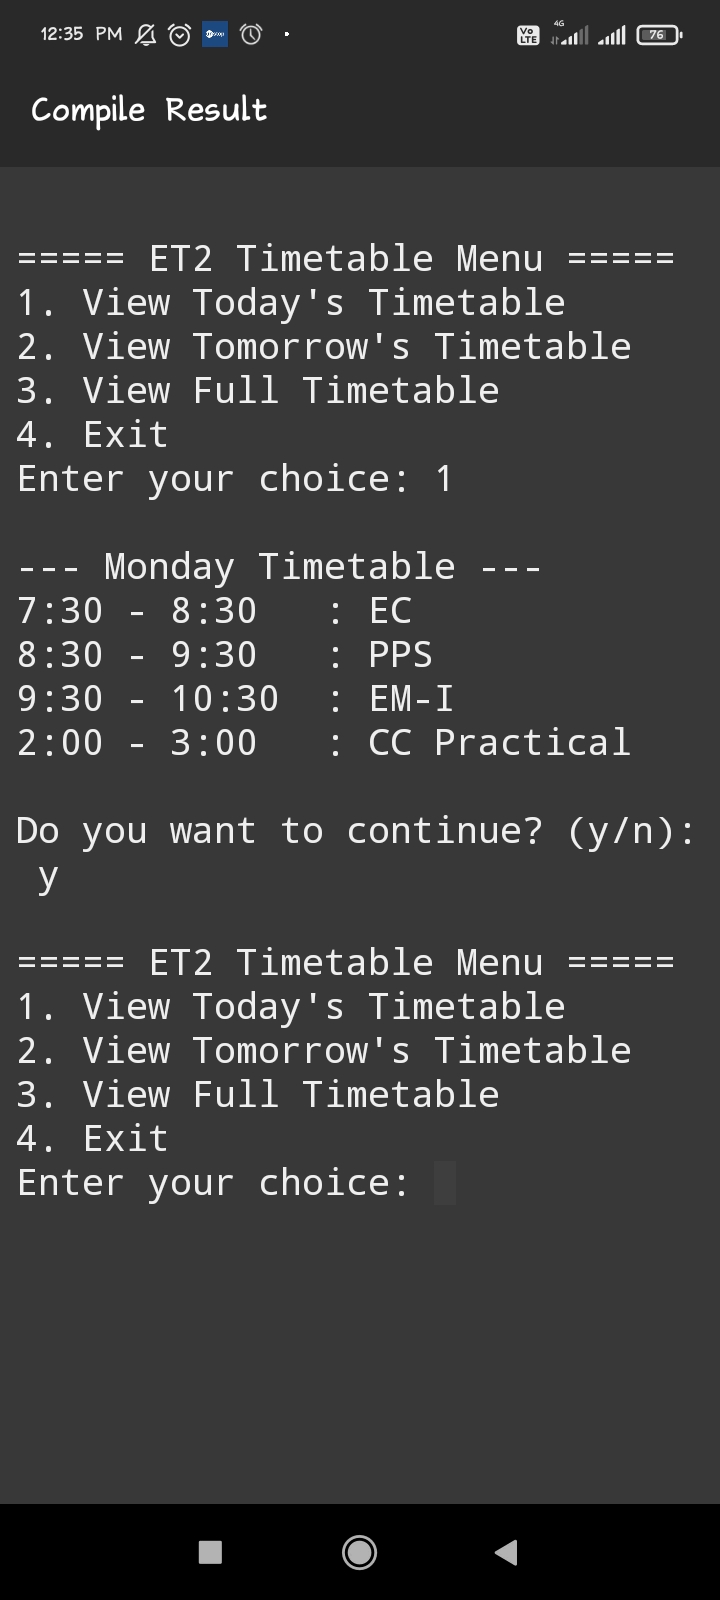 12:35 PM
Vo LTE 4G 76
Compile Result
===== ET2 Timetable Menu =====
1. View Today's Timetable
2. View Tomorrow's Timetable
3. View Full Timetable
4. Exit
Enter your choice: 1
--- Monday Timetable ---
7:30 - 8:30   : EC
8:30 - 9:30   : PPS
9:30 - 10:30  : EM-I
2:00 - 3:00   : CC Practical
Do you want to continue? (y/n):
y
===== ET2 Timetable Menu =====
1. View Today's Timetable
2. View Tomorrow's Timetable
3. View Full Timetable
4. Exit
Enter your choice: